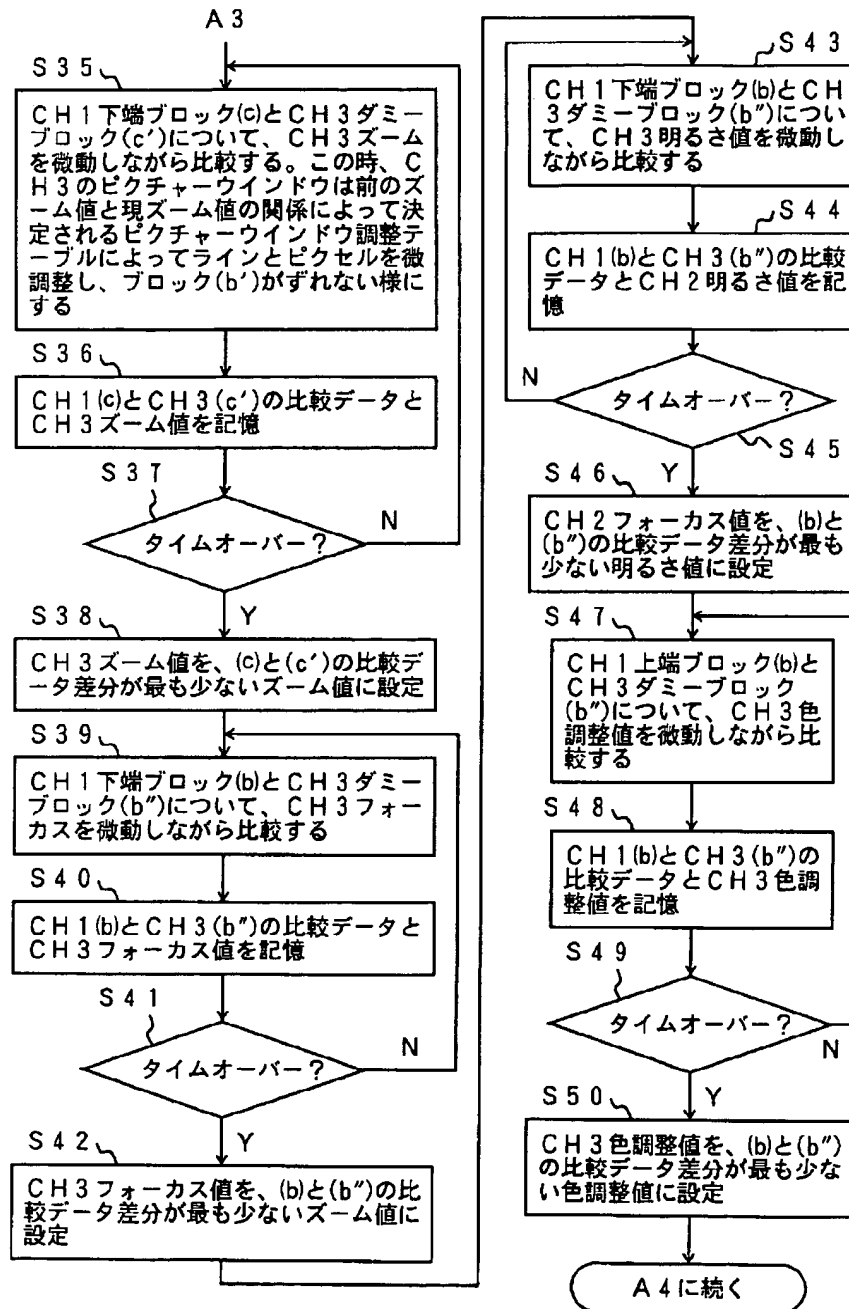 A3
S35
CH1下端ブロック(c)とCH3ダミー
ブロック(c′)について、CH3ズーム
を微動しながら比較する。この時、C
H3のピクチャーウインドウは前のズ
ーム値と現ズーム値の関係によって決
定されるピクチャーウインドウ調整テ
ーブルによってラインとピクセルを微
調整し、ブロック(b′)がずれない様に
する
S36
CH1(c)とCH3(c′)の比較データと
CH3ズーム値を記憶
S37
タイムオーバー?
N
Y
S38
CH3ズーム値を、(c)と(c′)の比較デ
ータ差分が最も少ないズーム値に設定
S39
CH1下端ブロック(b)とCH3ダミー
ブロック(b″)について、CH3フォー
カスを微動しながら比較する
S40
CH1(b)とCH3(b″)の比較データと
CH3フォーカス値を記憶
S41
タイムオーバー?
N
Y
S42
CH3フォーカス値を、(b)と(b″)の比
較データ差分が最も少ないズーム値に
設定
S43
CH1下端ブロック(b)とCH
3ダミーブロック(b″)につい
て、CH3明るさ値を微動し
ながら比較する
S44
CH1(b)とCH3(b″)の比較
データとCH2明るさ値を記
憶
N
タイムオーバー?
S45
Y
S46
CH2フォーカス値を、(b)と
(b″)の比較データ差分が最も
少ない明るさ値に設定
S47
CH1上端ブロック(b)と
CH3ダミーブロック
(b″)について、CH3色
調整値を微動しながら比
較する
S48
CH1(b)とCH3(b″)の
比較データとCH3色調
整値を記憶
S49
タイムオーバー?
N
Y
S50
CH3色調整値を、(b)と(b″)
の比較データ差分が最も少な
い色調整値に設定
A4に続く